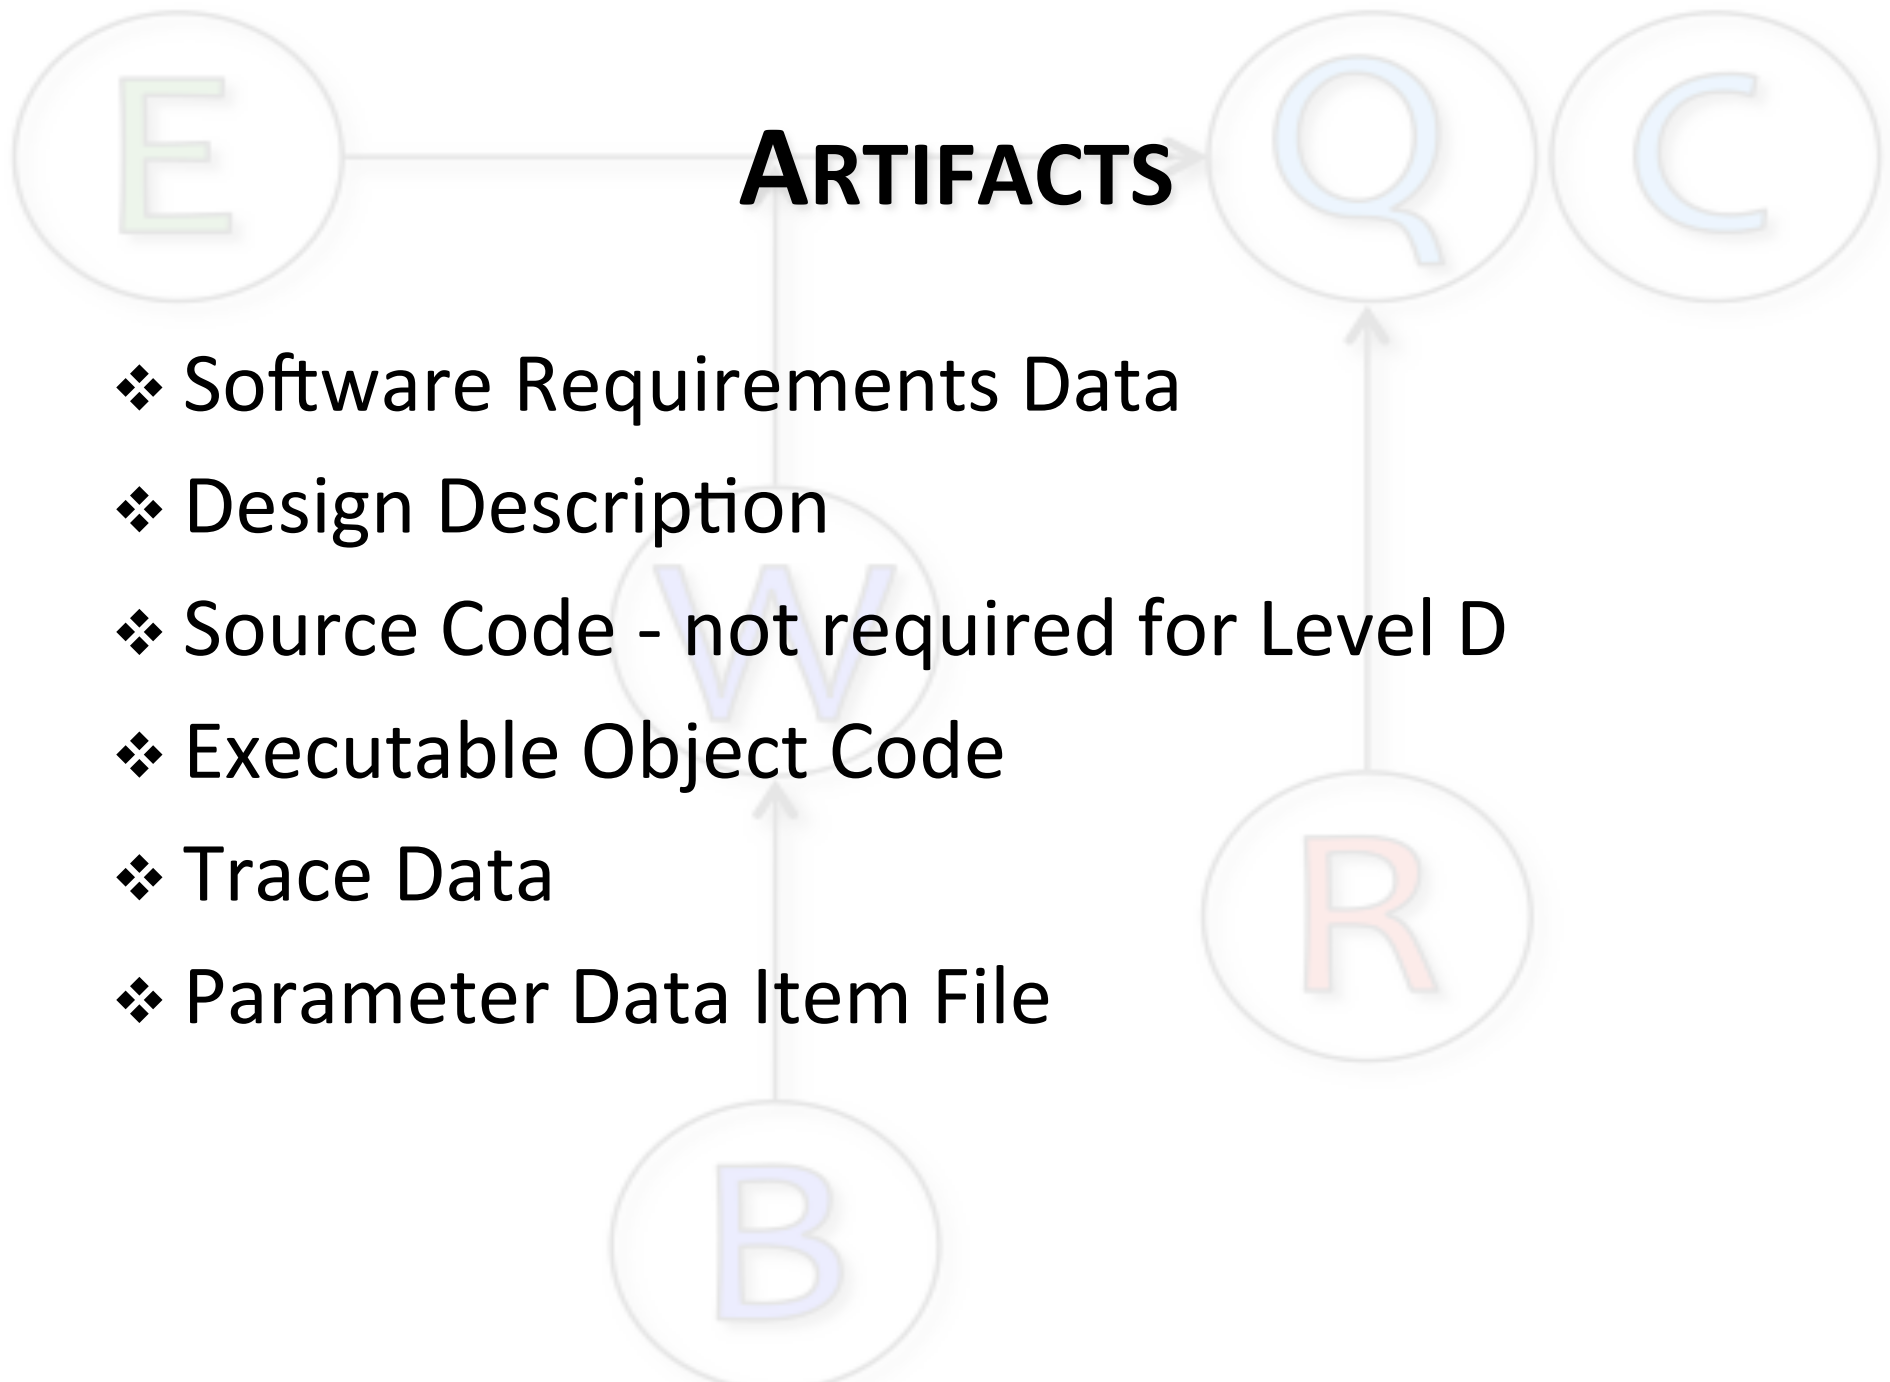 E
Q
C
ARTIFACTS
❖ Software Requirements Data
❖ Design Description
W
❖ Source Code - not required for Level D
❖ Executable Object Code
❖ Trace Data
R
❖ Parameter Data Item File
B